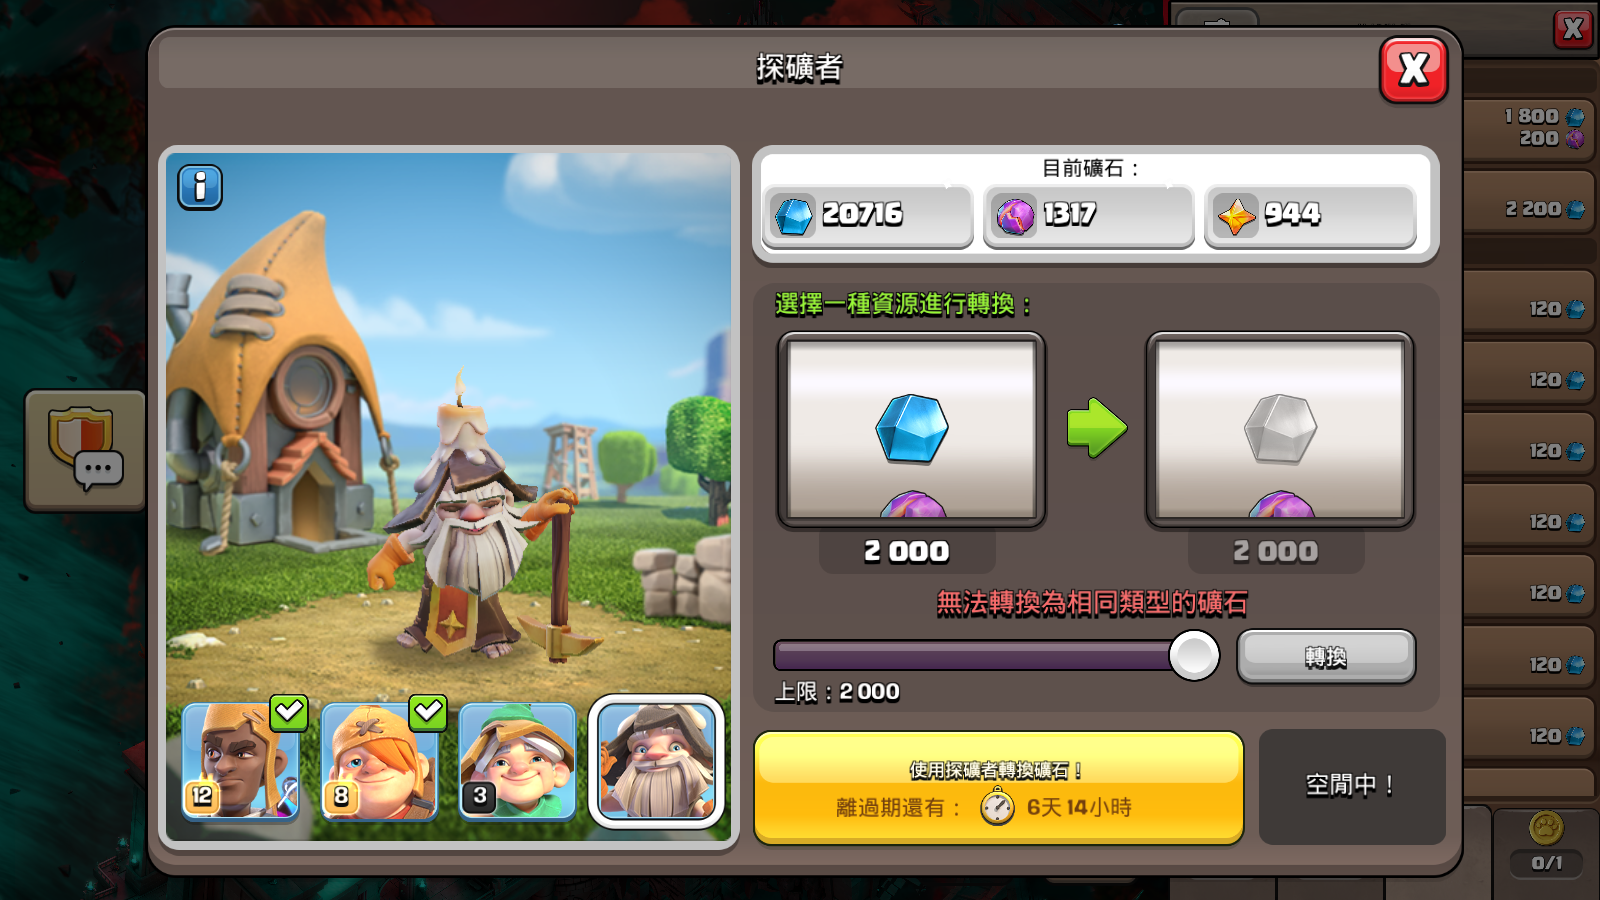 探礦者
X
X
1 800
200
目前礦石：
20716
1317
944
2 200
選擇一種資源進行轉換：
120
120
120
2 000
2 000
120
無法轉換為相同類型的礦石
120
轉換
120
上限：2 000
120
12
8
3
使用探礦者轉換礦石！
離過期還有： 6天14小時
空閒中！
0/1